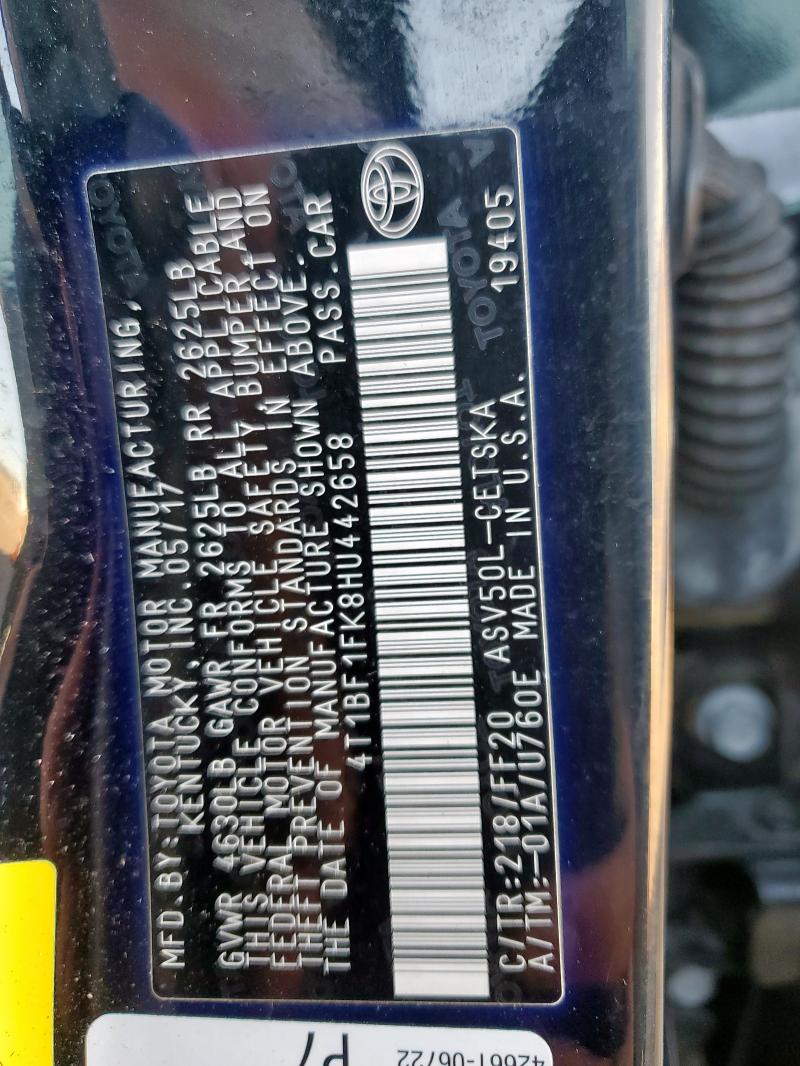 MFD.BY:TOYOTA MOTOR MANUFACTURING,
KENTUCKY, INC.05/17
GVWR 4630LB GAWR FR 2625LB RR 2625LB
THIS VEHICLE CONFORMS TO ALL APPLICABLE
FEDERAL MOTOR VEHICLE SAFETY BUMPER, AND
THEFT PREVENTION STANDARDS IN EFFECT ON
THE DATE OF MANUFACTURE SHOWN ABOVE.
4T1BF1FK8HU442658 PASS.CAR
C/TR:218/FF20 ASV50L-CETSKA 19405
A/TM:-01A/U760E MADE IN U.S.A.
TOYOTA
42661-06722